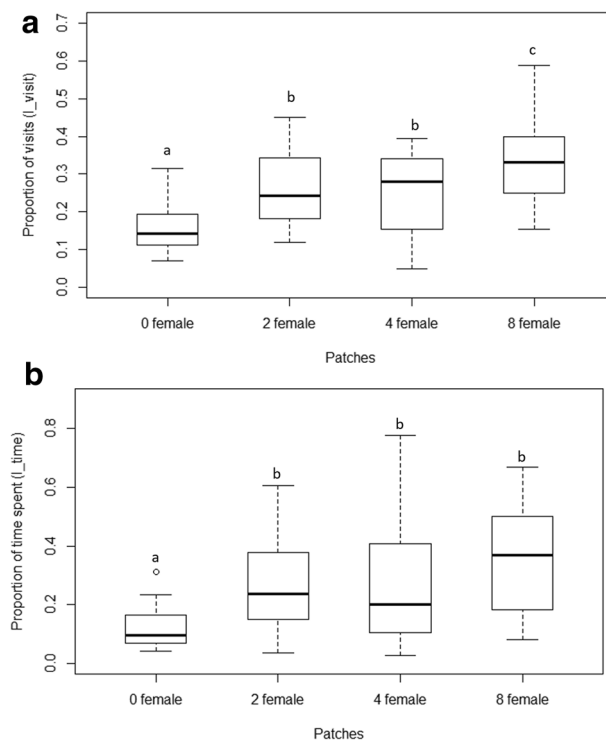 a
Proportion of visits (I_visit)
0.7
0.6
0.5
0.4
0.3
0.2
0.1
0.0
a
b
b
c
0 female
2 female
4 female
8 female
Patches
b
Proportion of time spent (I_time)
0.8
0.6
0.4
0.2
0.0
a
b
b
b
0 female
2 female
4 female
8 female
Patches